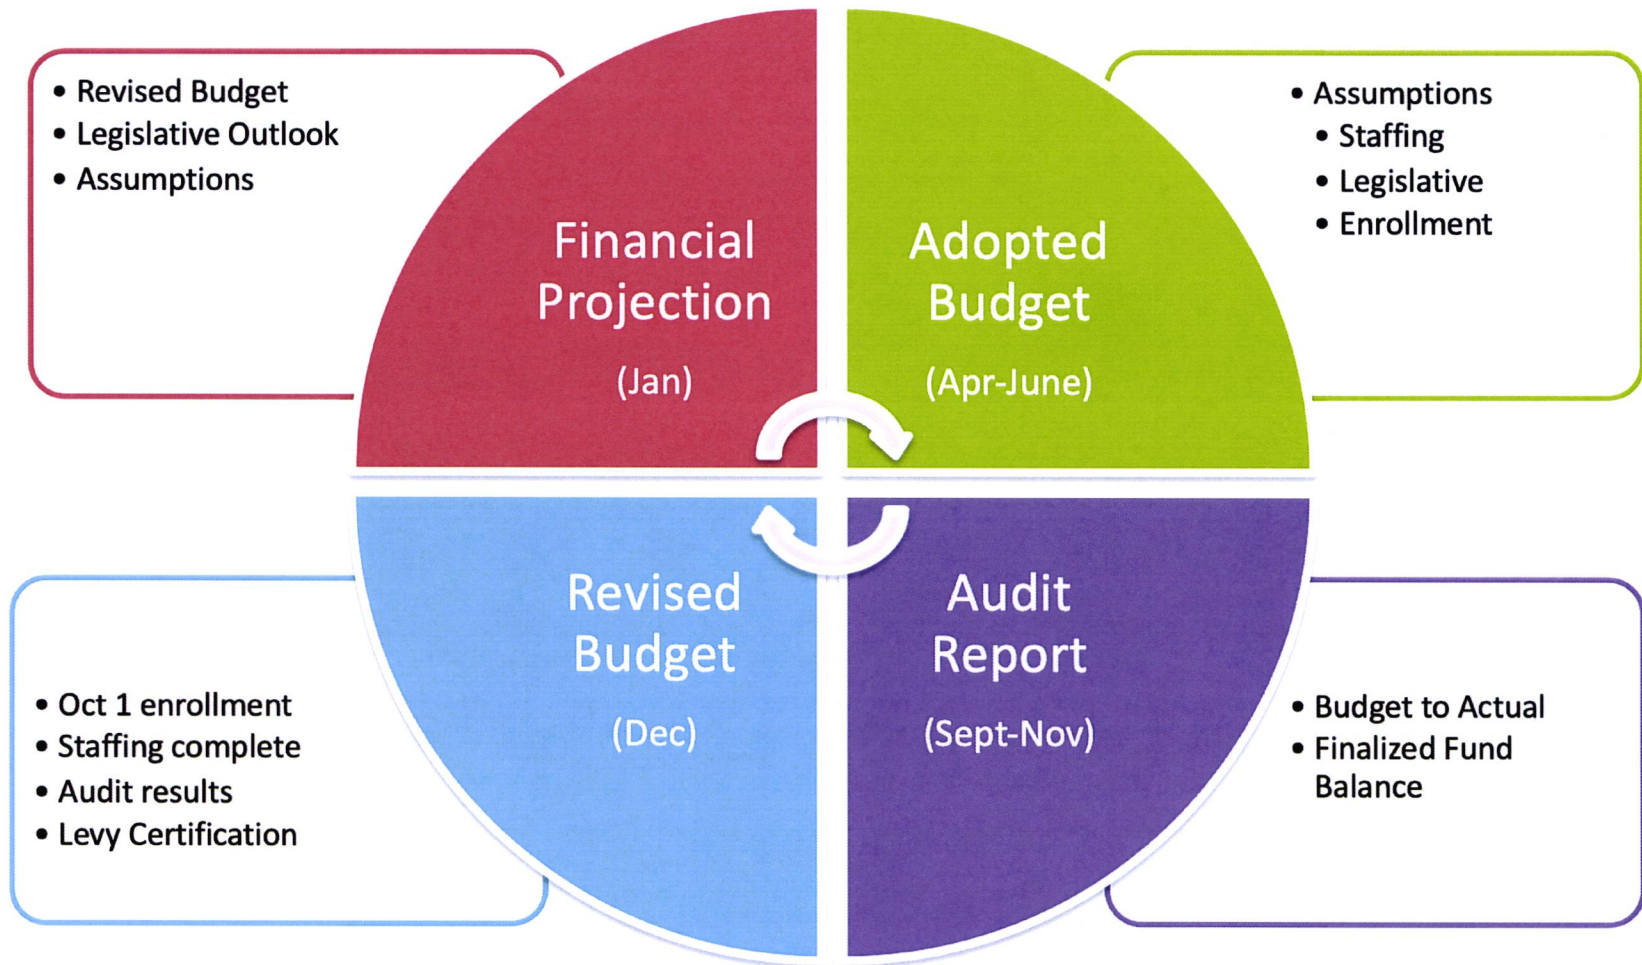 • Revised Budget
• Legislative Outlook
• Assumptions
Financial
Projection
(Jan)
Adopted
Budget
(Apr-June)
• Assumptions
• Staffing
• Legislative
• Enrollment
Revised
Budget
(Dec)
• Oct 1 enrollment
• Staffing complete
• Audit results
• Levy Certification
Audit
Report
(Sept-Nov)
• Budget to Actual
• Finalized Fund
Balance